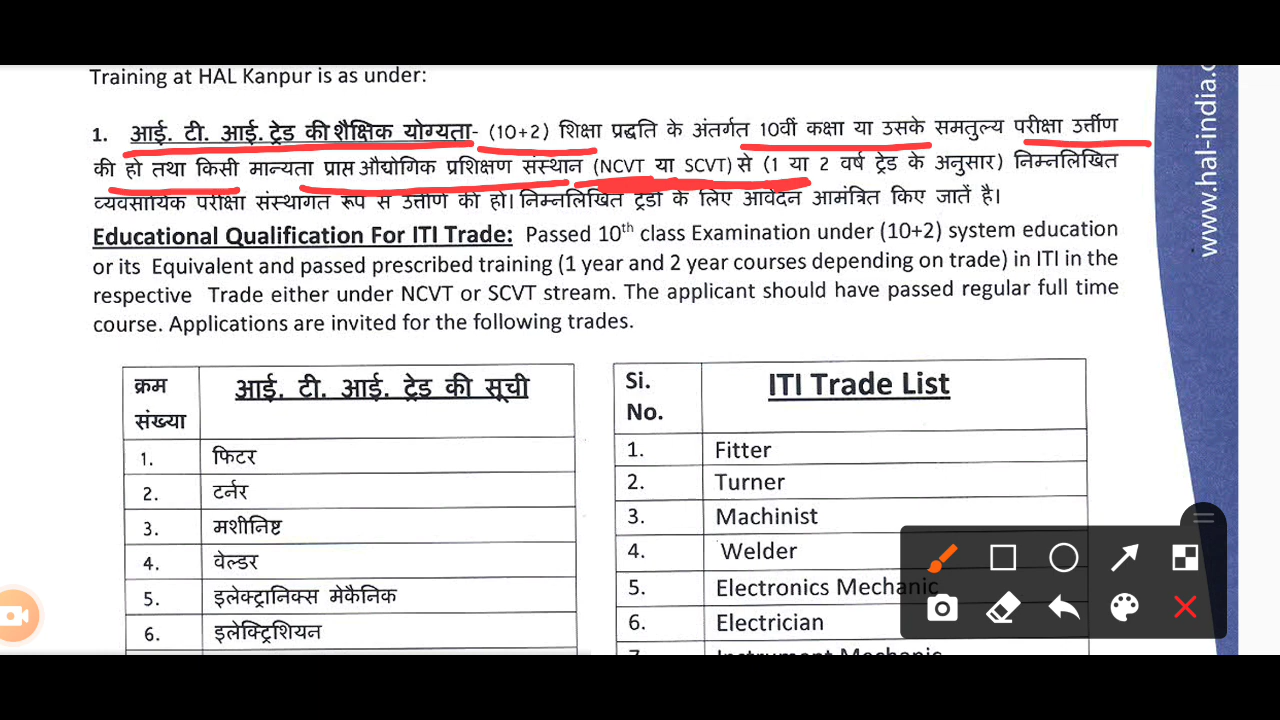 Training at HAL Kanpur is as under:
1. आई. टी. आई. ट्रेड की शैक्षिक योग्यता- (10+2) शिक्षा प्रद्धति के अंतर्गत 10वीं कक्षा या उसके समतुल्य परीक्षा उर्त्तीण
की हो तथा किसी मान्यता प्राप्त औद्योगिक प्रशिक्षण संस्थान (NCVT या SCVT) से (1 या 2 वर्ष ट्रेड के अनुसार) निम्नलिखित
व्यवसायिक परीक्षा संस्थागत रूप से उर्त्तीण की हो। निम्नलिखित ट्रेडों के लिए आवेदन आमंत्रित किए जातें है।
Educational Qualification For ITI Trade: Passed 10th class Examination under (10+2) system education
or its Equivalent and passed prescribed training (1 year and 2 year courses depending on trade) in ITI in the
respective Trade either under NCVT or SCVT stream. The applicant should have passed regular full time
course. Applications are invited for the following trades.
क्रम संख्या आई. टी. आई. ट्रेड की सूची
1. फिटर
2. टर्नर
3. मशीनिष्ट
4. वेल्डर
5. इलेक्ट्रानिक्स मेकैनिक
6. इलेक्ट्रिशियन
Si. No. ITI Trade List
1. Fitter
2. Turner
3. Machinist
4. Welder
5. Electronics Mechanic
6. Electrician
7. Instrument Mechanic
www.hal-india.c